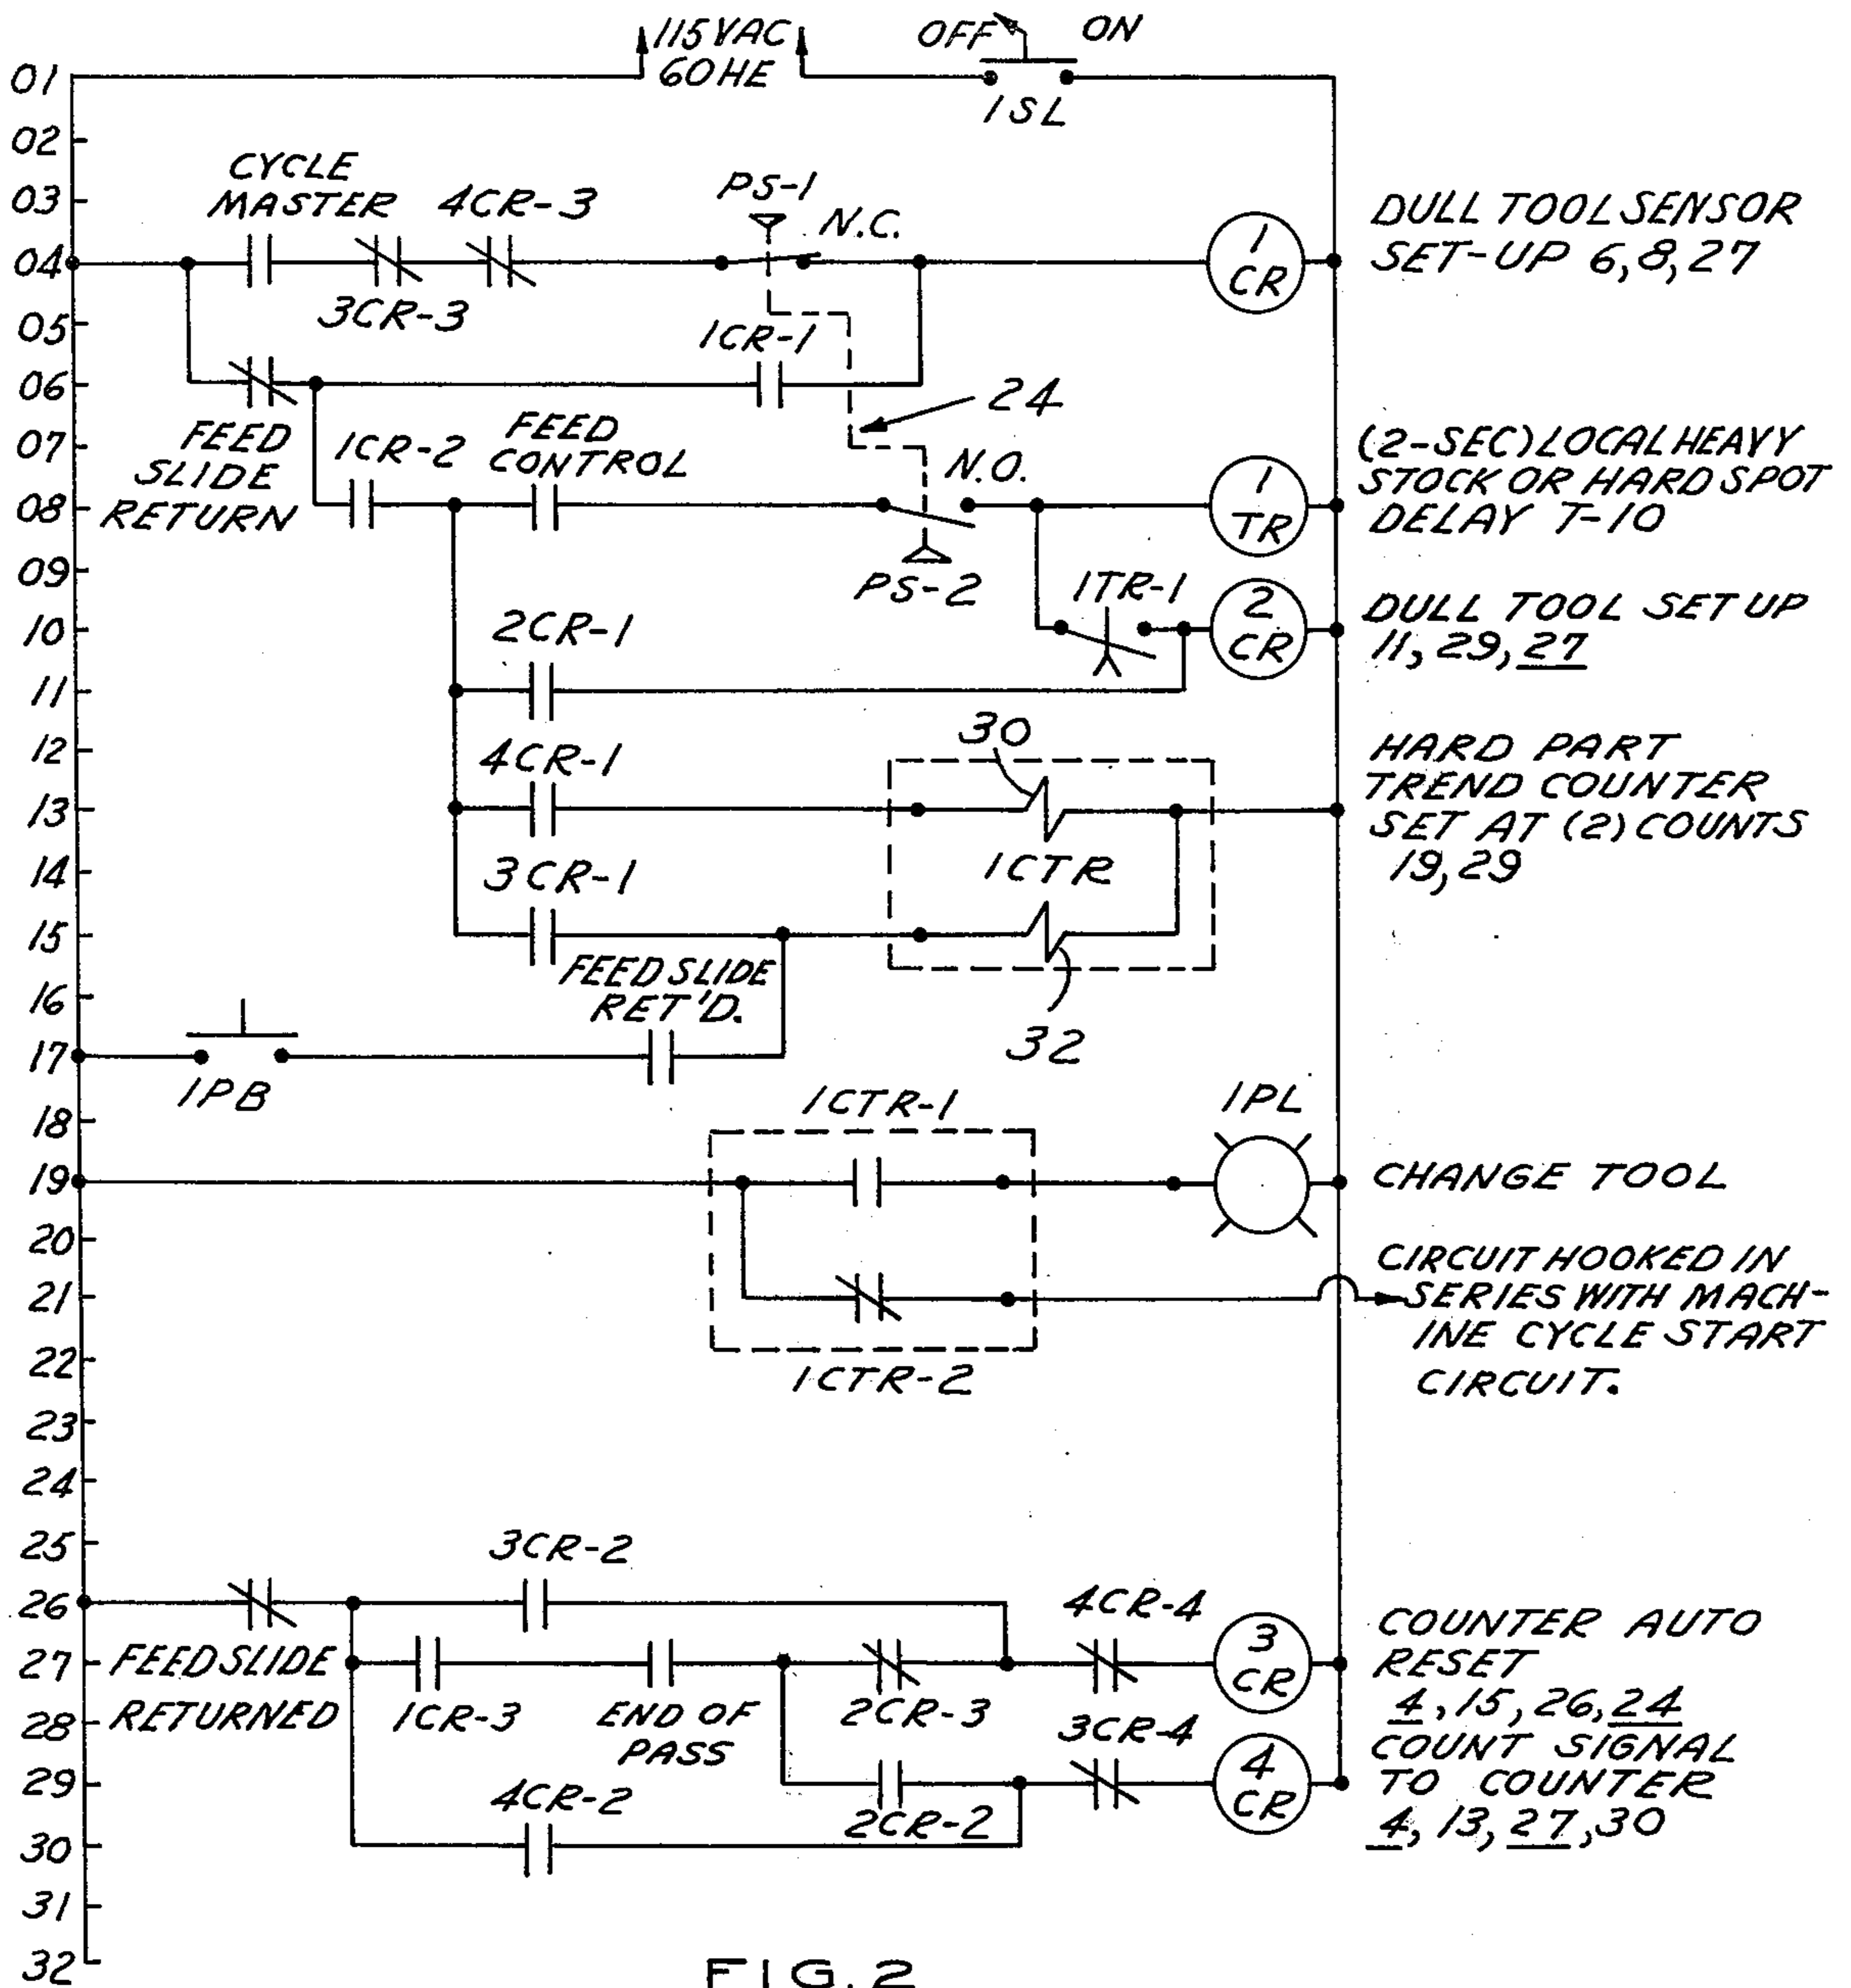 115 VAC
60 HE
OFF ON
1SL
01
02
03
04
05
06
07
08
09
10
11
12
13
14
15
16
17
18
19
20
21
22
23
24
25
26
27
28
29
30
31
32
CYCLE
MASTER
4CR-3
3CR-3
PS-1
N.C.
1
CR
DULL TOOL SENSOR
SET-UP 6,8,27
1CR-1
24
FEED
SLIDE
RETURN
1CR-2
FEED
CONTROL
N.O.
PS-2
1
TR
(2-SEC) LOCAL HEAVY
STOCK OR HARD SPOT
DELAY T-10
1TR-1
2
CR
DULL TOOL SET UP
11, 29, 27
2CR-1
4CR-1
30
1CTR
HARD PART
TREND COUNTER
SET AT (2) COUNTS
19,29
3CR-1
32
FEED SLIDE
RET'D.
1PB
1CTR-1
1PL
CHANGE TOOL
1CTR-2
CIRCUIT HOOKED IN
SERIES WITH MACH-
INE CYCLE START
CIRCUIT.
3CR-2
4CR-4
3
CR
COUNTER AUTO
RESET
4, 15, 26, 24
FEED SLIDE
RETURNED
1CR-3
END OF
PASS
2CR-3
3CR-4
4
CR
COUNT SIGNAL
TO COUNTER
4, 13, 27, 30
4CR-2
2CR-2
FIG. 2